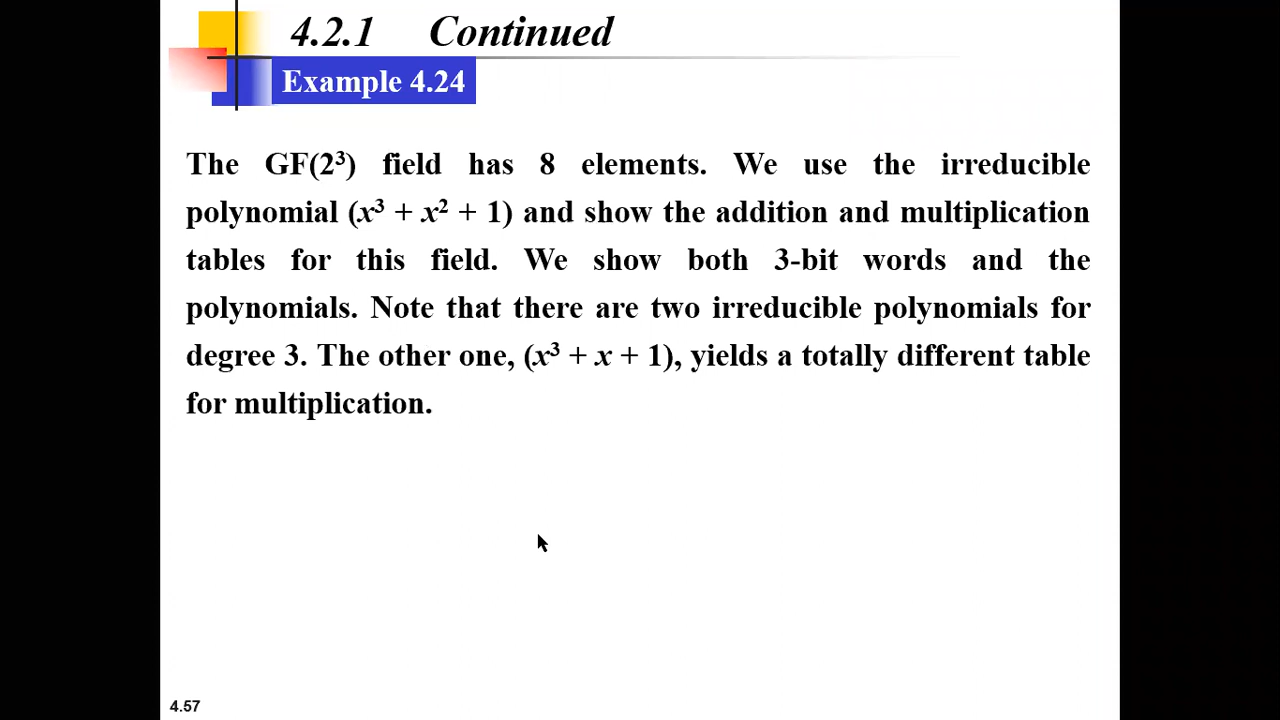 4.2.1 Continued
Example 4.24
The GF(2³) field has 8 elements. We use the irreducible
polynomial (x³ + x² + 1) and show the addition and multiplication
tables for this field. We show both 3-bit words and the
polynomials. Note that there are two irreducible polynomials for
degree 3. The other one, (x³ + x + 1), yields a totally different table
for multiplication.
4.57